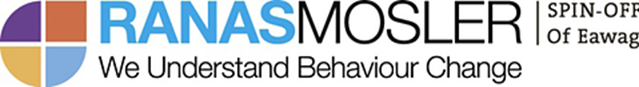 RANASMOSLER
We Understand Behaviour Change
SPIN-OFF
Of Eawag